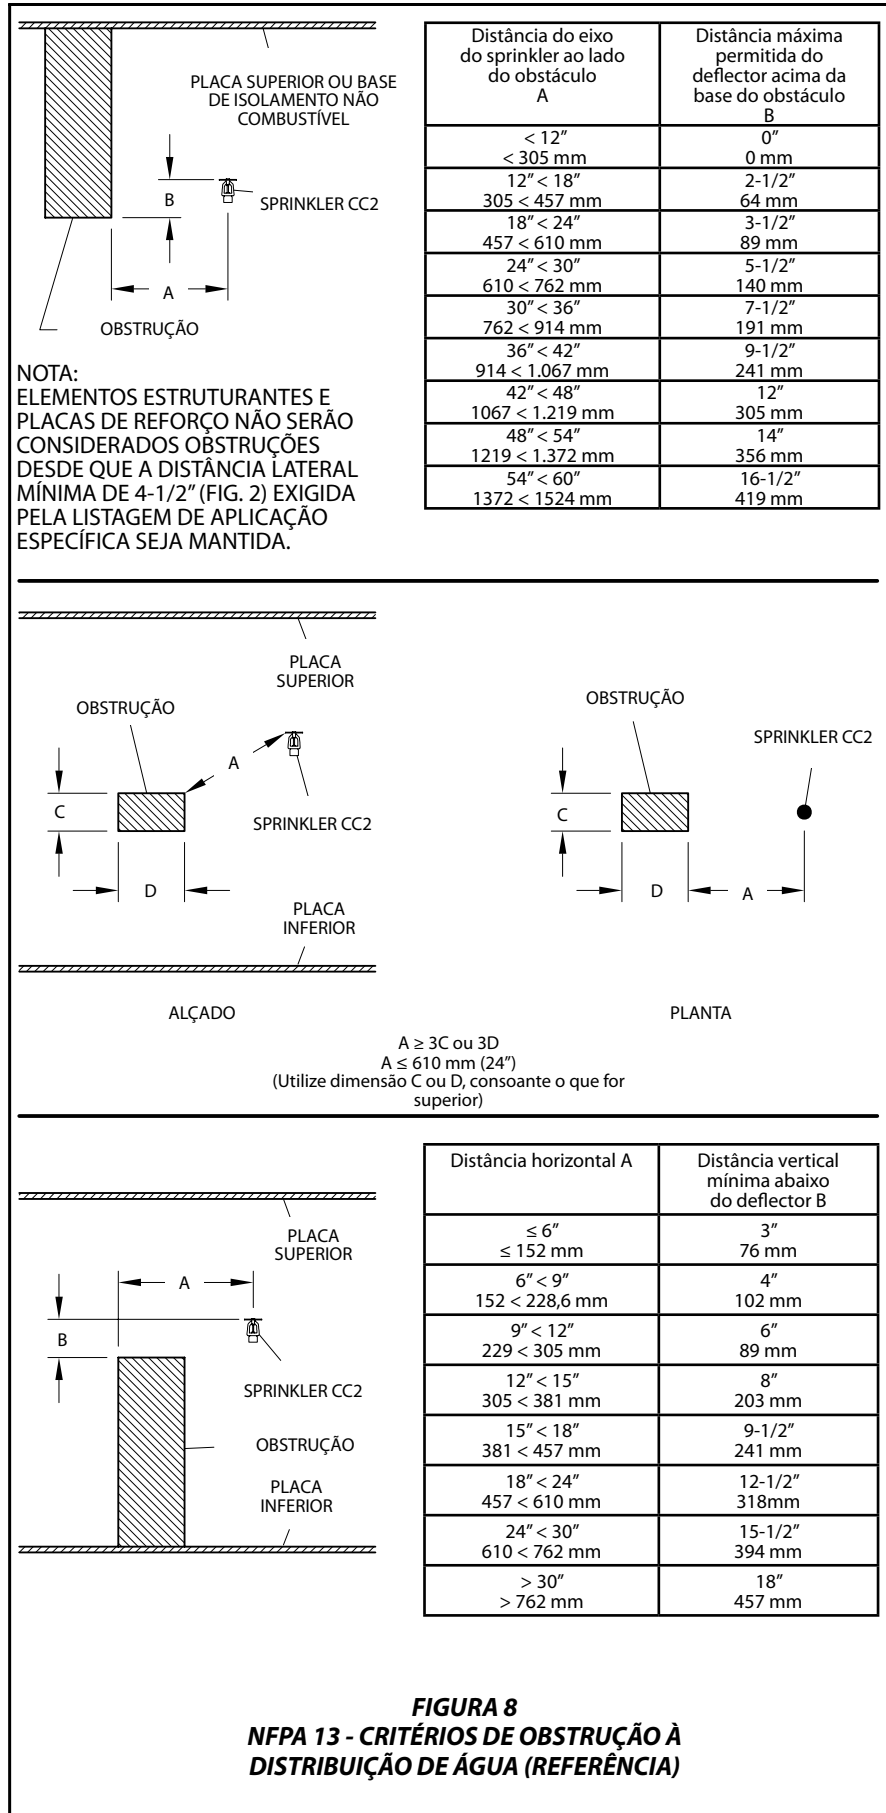 PLACA SUPERIOR OU BASE
DE ISOLAMENTO NÃO
COMBUSTÍVEL
B
SPRINKLER CC2
A
OBSTRUÇÃO
NOTA:
ELEMENTOS ESTRUTURANTES E
PLACAS DE REFORÇO NÃO SERÃO
CONSIDERADOS OBSTRUÇÕES
DESDE QUE A DISTÂNCIA LATERAL
MÍNIMA DE 4-1/2” (FIG. 2) EXIGIDA
PELA LISTAGEM DE APLICAÇÃO
ESPECÍFICA SEJA MANTIDA.
Distância do eixo
do sprinkler ao lado
do obstáculo
A
Distância máxima
permitida do
deflector acima da
base do obstáculo
B
< 12”
< 305 mm
0”
0 mm
12” < 18”
305 < 457 mm
2-1/2”
64 mm
18” < 24”
457 < 610 mm
3-1/2”
89 mm
24” < 30”
610 < 762 mm
5-1/2”
140 mm
30” < 36”
762 < 914 mm
7-1/2”
191 mm
36” < 42”
914 < 1.067 mm
9-1/2”
241 mm
42” < 48”
1067 < 1.219 mm
12”
305 mm
48” < 54”
1219 < 1.372 mm
14”
356 mm
54” < 60”
1372 < 1524 mm
16-1/2”
419 mm
PLACA
SUPERIOR
OBSTRUÇÃO
A
C
SPRINKLER CC2
D
PLACA
INFERIOR
ALÇADO
OBSTRUÇÃO
SPRINKLER CC2
C
D
A
PLANTA
A ≥ 3C ou 3D
A ≤ 610 mm (24”)
(Utilize dimensão C ou D, consoante o que for
superior)
PLACA
SUPERIOR
A
B
SPRINKLER CC2
OBSTRUÇÃO
PLACA
INFERIOR
Distância horizontal A
Distância vertical
mínima abaixo
do deflector B
≤ 6”
≤ 152 mm
3”
76 mm
6” < 9”
152 < 228,6 mm
4”
102 mm
9” < 12”
229 < 305 mm
6”
89 mm
12” < 15”
305 < 381 mm
8”
203 mm
15” < 18”
381 < 457 mm
9-1/2”
241 mm
18” < 24”
457 < 610 mm
12-1/2”
318mm
24” < 30”
610 < 762 mm
15-1/2”
394 mm
> 30”
> 762 mm
18”
457 mm
FIGURA 8
NFPA 13 - CRITÉRIOS DE OBSTRUÇÃO À
DISTRIBUIÇÃO DE ÁGUA (REFERÊNCIA)